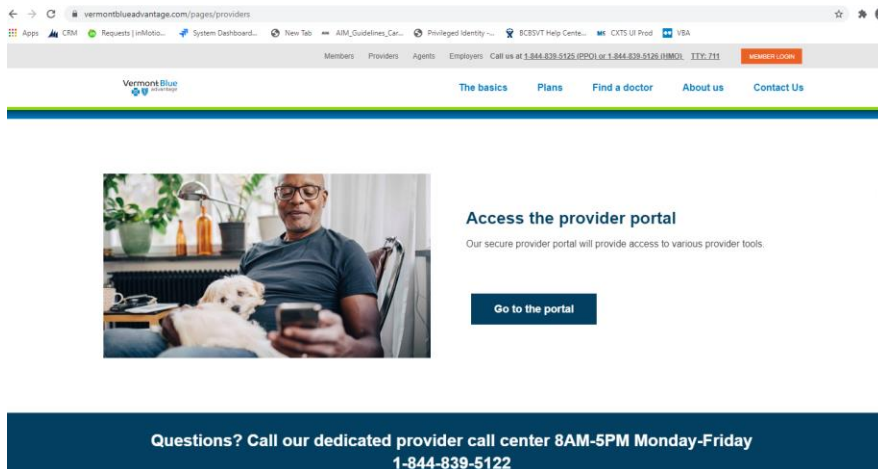 vermontblueadvantage.com/pages/providers
Apps CRM Requests | inMotio... System Dashboard... New Tab AIM_Guidelines_Car... Privileged Identity -... BCBSVT Help Cente... CXTS UI Prod VBA
Members Providers Agents Employers Call us at 1-844-839-5125 (PPO) or 1-844-839-5126 (HMO); TTY: 711 MEMBER LOGIN
Vermont Blue
advantage
The basics Plans Find a doctor About us Contact Us
Access the provider portal
Our secure provider portal will provide access to various provider tools.
Go to the portal
Questions? Call our dedicated provider call center 8AM-5PM Monday-Friday
1-844-839-5122